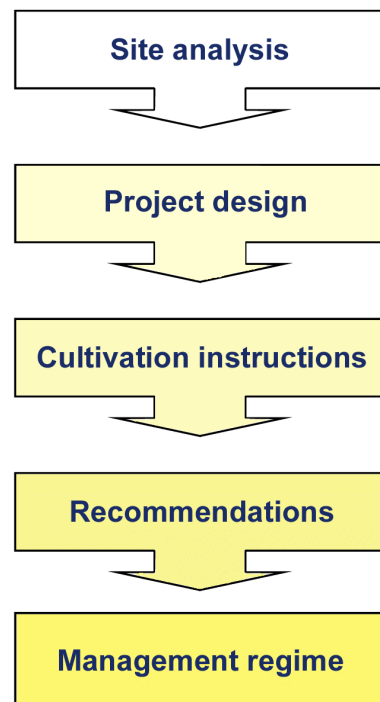 Site analysis
Project design
Cultivation instructions
Recommendations
Management regime